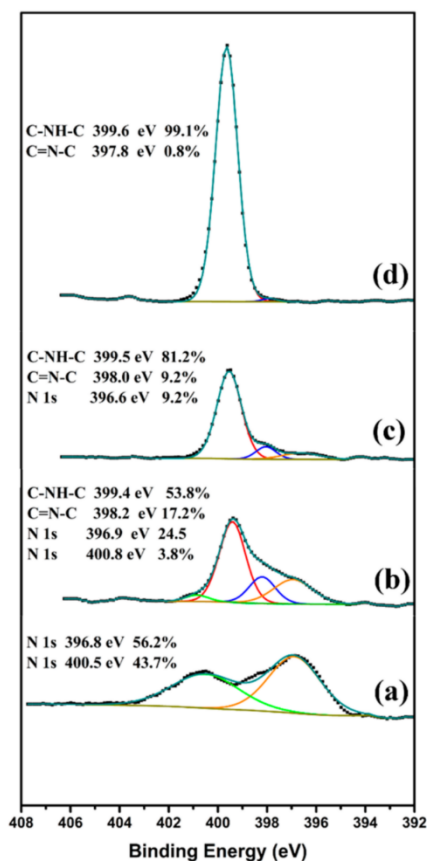 C-NH-C 399.6 eV 99.1%
C=N-C 397.8 eV 0.8%
(d)
C-NH-C 399.5 eV 81.2%
C=N-C 398.0 eV 9.2%
N 1s 396.6 eV 9.2%
(c)
C-NH-C 399.4 eV 53.8%
C=N-C 398.2 eV 17.2%
N 1s 396.9 eV 24.5
N 1s 400.8 eV 3.8%
(b)
N 1s 396.8 eV 56.2%
N 1s 400.5 eV 43.7%
(a)
408 406 404 402 400 398 396 394 392
Binding Energy (eV)